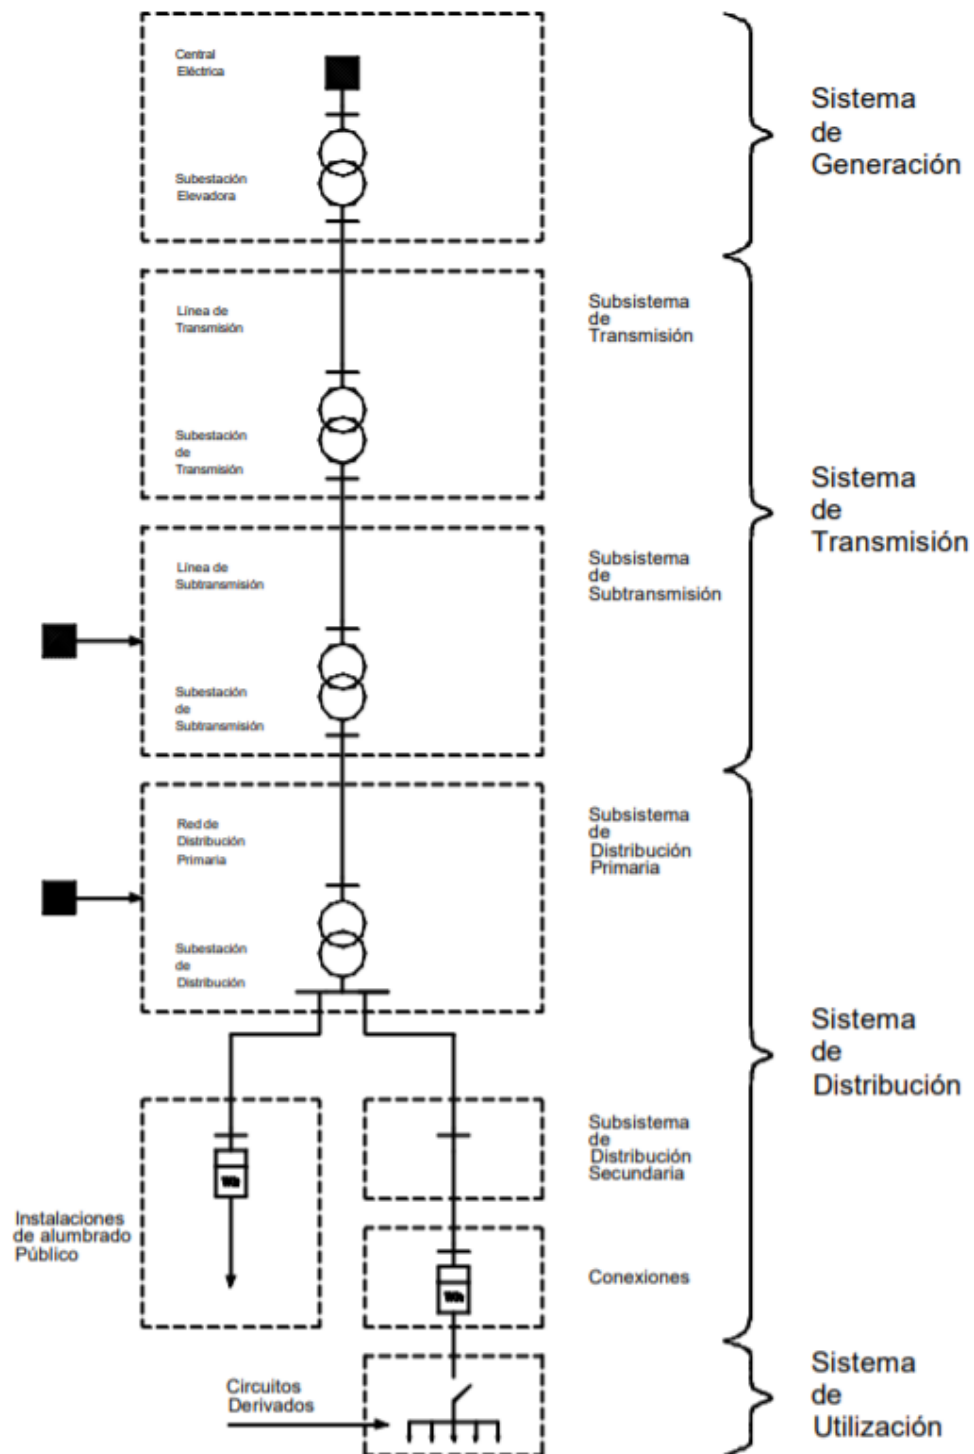 Central
Eléctrica
Subestación
Elevadora
Sistema
de
Generación
Línea de
Transmisión
Subestación
de
Transmisión
Subsistema
de
Transmisión
Línea de
Subtransmisión
Subestación
de
Subtransmisión
Subsistema
de
Subtransmisión
Sistema
de
Transmisión
Red de
Distribución
Primaria
Subestación
de
Distribución
Subsistema
de
Distribución
Primaria
Wh
Instalaciones
de alumbrado
Público
Subsistema
de
Distribución
Secundaria
Wh
Conexiones
Sistema
de
Distribución
Circuitos
Derivados
Sistema
de
Utilización